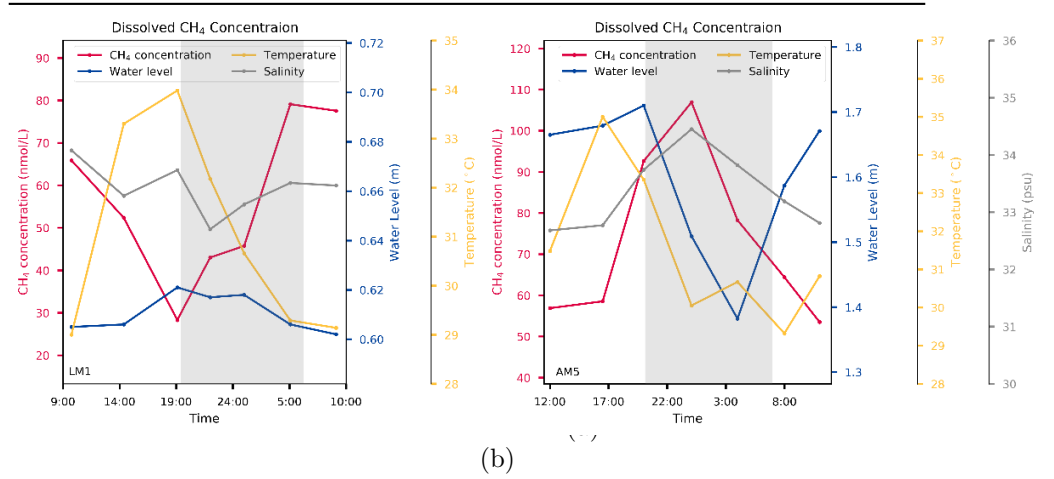 Dissolved CH4 Concentraion
CH4 concentration
Water level
Temperature
Salinity
CH4 concentration (nmol/L)
90
80
70
60
50
40
30
20
Water Level (m)
0.72
0.70
0.68
0.66
0.64
0.62
0.60
Temperature (°C)
35
34
33
32
31
30
29
28
LM1
9:00 14:00 19:00 24:00 5:00 10:00
Time
Dissolved CH4 Concentraion
CH4 concentration
Water level
Temperature
Salinity
CH4 concentration (nmol/L)
120
110
100
90
80
70
60
50
40
Water Level (m)
1.8
1.7
1.6
1.5
1.4
1.3
Temperature (°C)
37
36
35
34
33
32
31
30
29
28
Salinity (psu)
36
35
34
33
32
31
30
AM5
12:00 17:00 22:00 3:00 8:00
Time
(b)